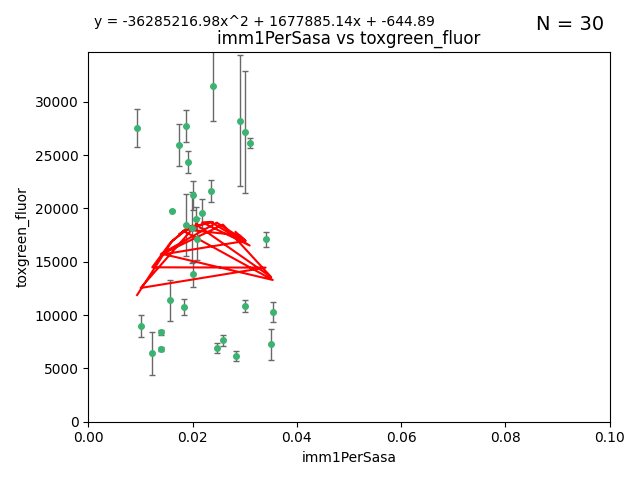 y = -36285216.98x^2 + 1677885.14x + -644.89
N = 30
imm1PerSasa vs toxgreen_fluor
30000
25000
20000
15000
10000
5000
0
toxgreen_fluor
0.00 0.02 0.04 0.06 0.08 0.10
imm1PerSasa